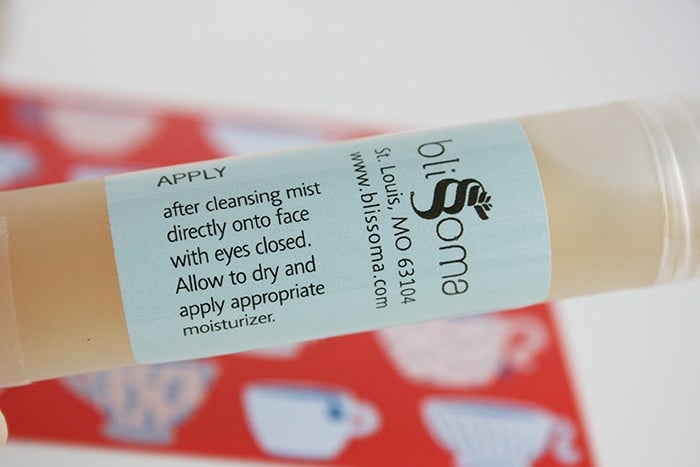 APPLY
after cleansing mist
directly onto face
with eyes closed.
Allow to dry and
apply appropriate
moisturizer.
blissoma
St. Louis, MO 63104
www.blissoma.com